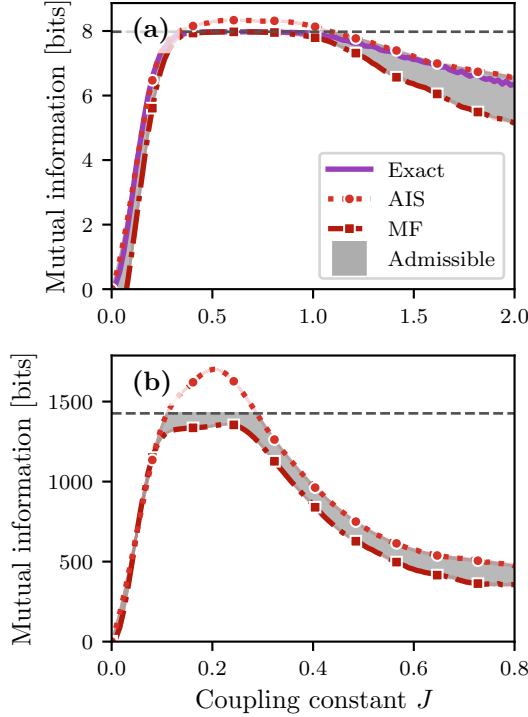 (a)
Mutual information [bits]
8
6
4
2
0
Exact
AIS
MF
Admissible
0.0 0.5 1.0 1.5 2.0
(b)
Mutual information [bits]
1500
1000
500
0
0.0 0.2 0.4 0.6 0.8
Coupling constant J